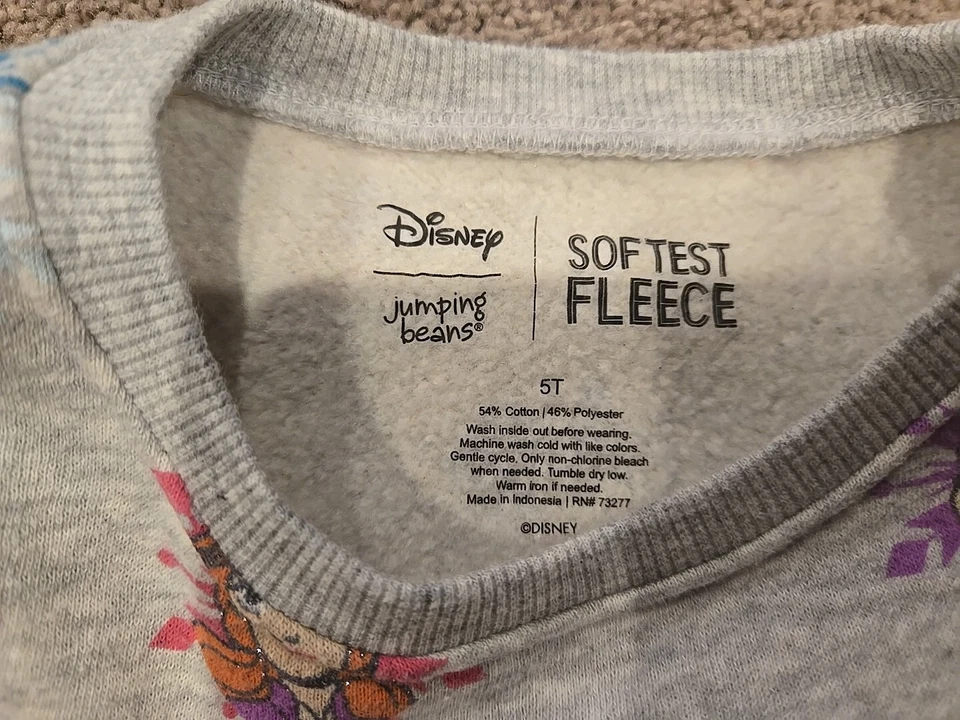 Disney
jumping
beans®
SOFTEST
FLEECE
5T
54% Cotton | 46% Polyester
Wash inside out before wearing.
Machine wash cold with like colors.
Gentle cycle. Only non-chlorine bleach
when needed. Tumble dry low.
Warm iron if needed.
Made in Indonesia | RN# 73277
©DISNEY